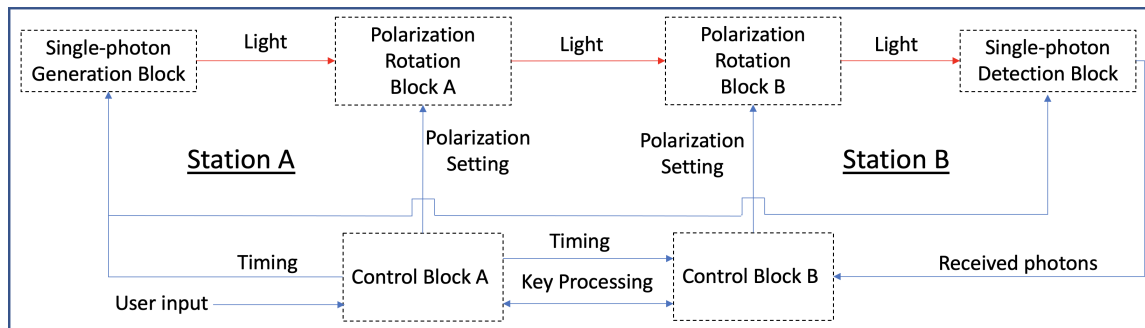 Single-photon
Generation Block
Light
Polarization
Rotation
Block A
Light
Polarization
Rotation
Block B
Light
Single-photon
Detection Block
Station A
Polarization
Setting
Polarization
Setting
Station B
Timing
Control Block A
Timing
Key Processing
Control Block B
Received photons
User input